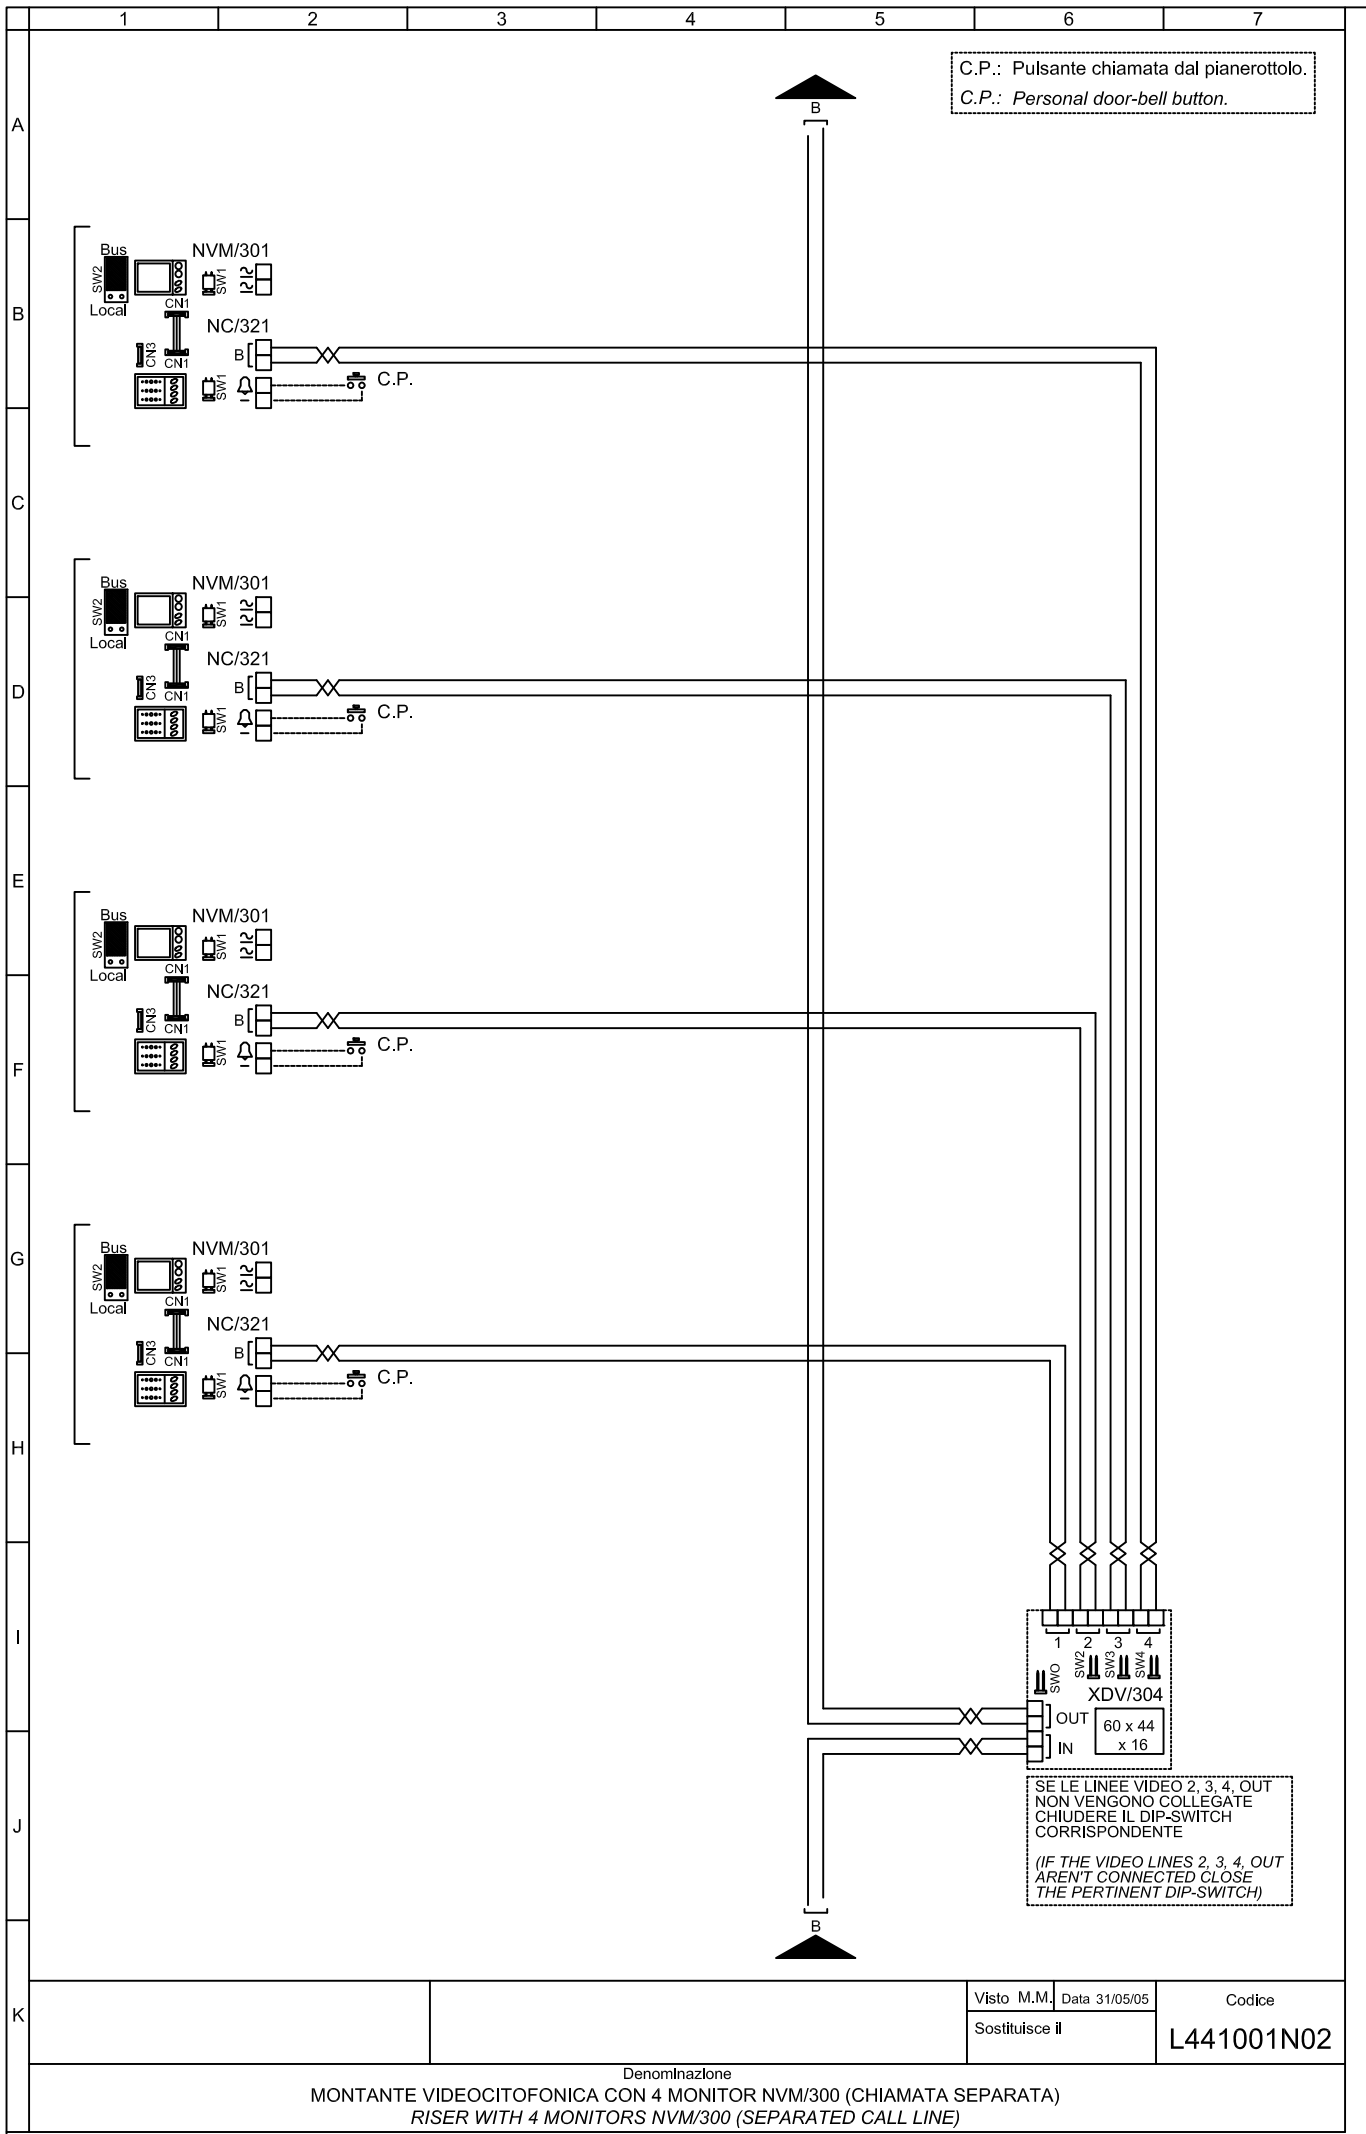 1 2 3 4 5 6 7
A
B
C
D
E
F
G
H
I
J
K
C.P.: Pulsante chiamata dal pianerottolo.
C.P.: Personal door-bell button.
B
Bus
SW2
Local
NVM/301
SW1
CN1
NC/321
CN3
CN1
B
SW1
C.P.
Bus
SW2
Local
NVM/301
SW1
CN1
NC/321
CN3
CN1
B
SW1
C.P.
Bus
SW2
Local
NVM/301
SW1
CN1
NC/321
CN3
CN1
B
SW1
C.P.
Bus
SW2
Local
NVM/301
SW1
CN1
NC/321
CN3
CN1
B
SW1
C.P.
1 2 3 4
SWO SW2 SW3 SW4
XDV/304
OUT
IN
60 x 44
x 16
SE LE LINEE VIDEO 2, 3, 4, OUT
NON VENGONO COLLEGATE
CHIUDERE IL DIP-SWITCH
CORRISPONDENTE
(IF THE VIDEO LINES 2, 3, 4, OUT
AREN'T CONNECTED CLOSE
THE PERTINENT DIP-SWITCH)
B
Visto M.M. Data 31/05/05
Sostituisce il
Codice
L441001N02
Denominazione
MONTANTE VIDEOCITOFONICA CON 4 MONITOR NVM/300 (CHIAMATA SEPARATA)
RISER WITH 4 MONITORS NVM/300 (SEPARATED CALL LINE)